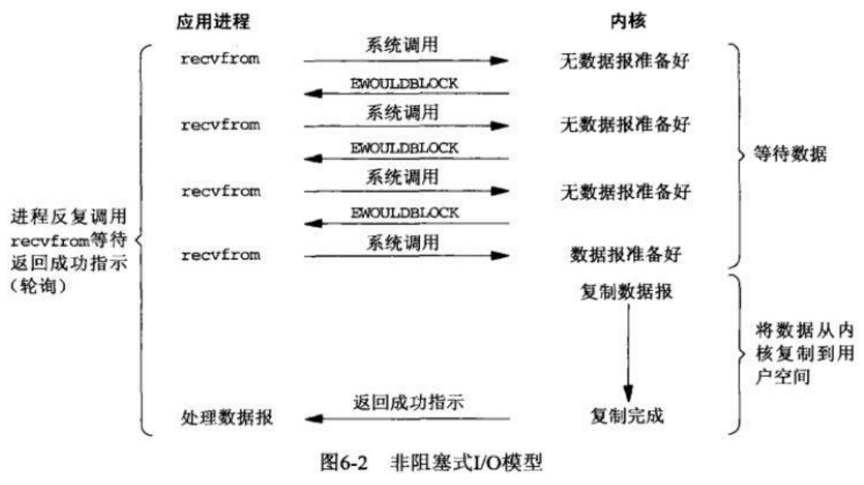 应用进程
内核
recvfrom
系统调用
无数据报准备好
EWOULDBLOCK
recvfrom
系统调用
无数据报准备好
EWOULDBLOCK
recvfrom
系统调用
无数据报准备好
EWOULDBLOCK
recvfrom
系统调用
数据报准备好
等待数据
进程反复调用
recvfrom等待
返回成功指示
(轮询)
复制数据报
将数据从内
核复制到用
户空间
处理数据报
返回成功指示
复制完成
图6-2 非阻塞式I/O模型